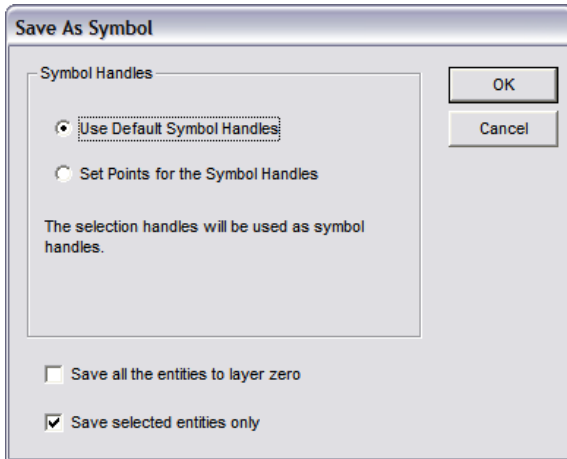 Save As Symbol
Symbol Handles
OK
Use Default Symbol Handles
Cancel
Set Points for the Symbol Handles
The selection handles will be used as symbol
handles.
Save all the entities to layer zero
Save selected entities only